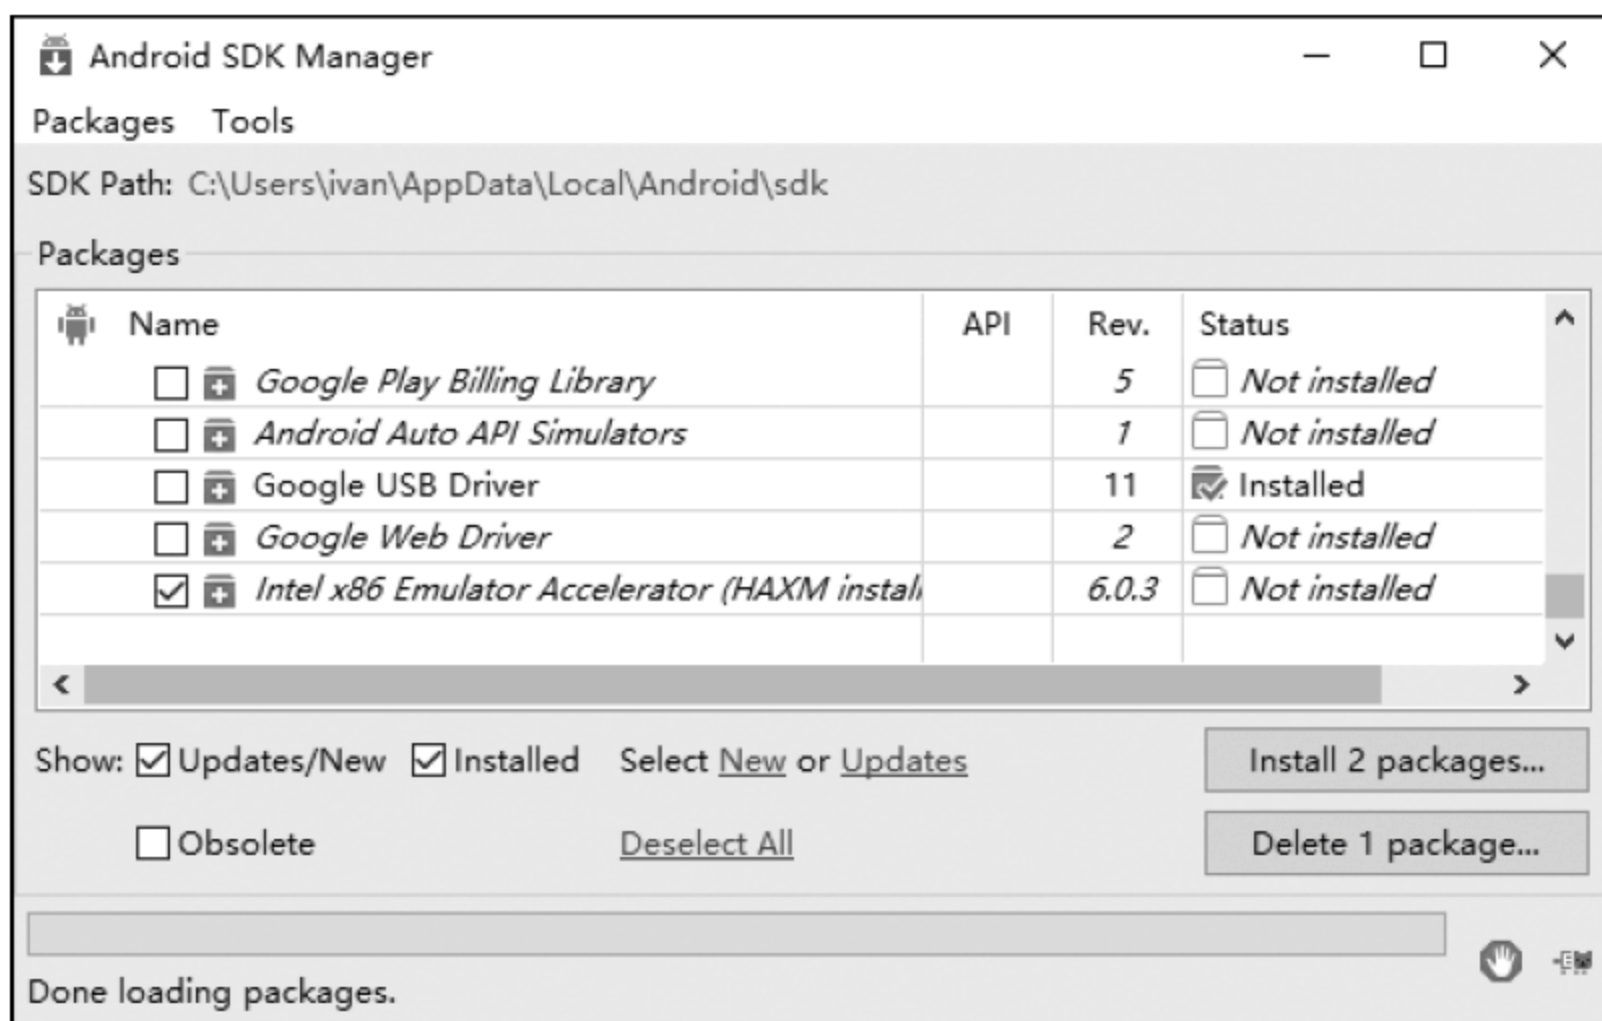 Android SDK Manager
Packages Tools
SDK Path: C:\Users\ivan\AppData\Local\Android\sdk
Packages
Name API Rev. Status
Google Play Billing Library 5 Not installed
Android Auto API Simulators 1 Not installed
Google USB Driver 11 Installed
Google Web Driver 2 Not installed
Intel x86 Emulator Accelerator (HAXM install 6.0.3 Not installed
Show: Updates/New Installed Select New or Updates Install 2 packages...
Obsolete Deselect All Delete 1 package...
Done loading packages.